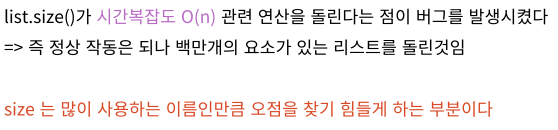 list.size()가 시간복잡도 O(n) 관련 연산을 돌린다는 점이 버그를 발생시켰다
=> 즉 정상 작동은 되나 백만개의 요소가 있는 리스트를 돌린것임
size 는 많이 사용하는 이름인만큼 오점을 찾기 힘들게 하는 부분이다